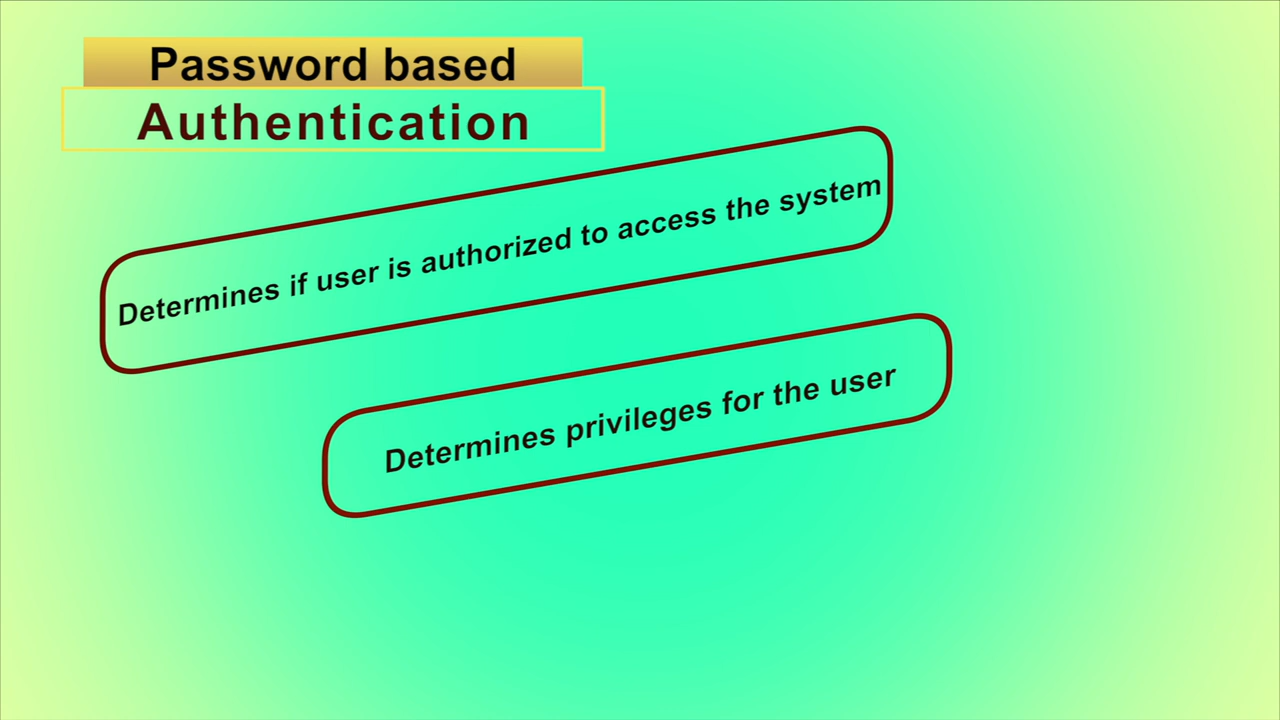 Password based
Authentication
Determines if user is authorized to access the system
Determines privileges for the user